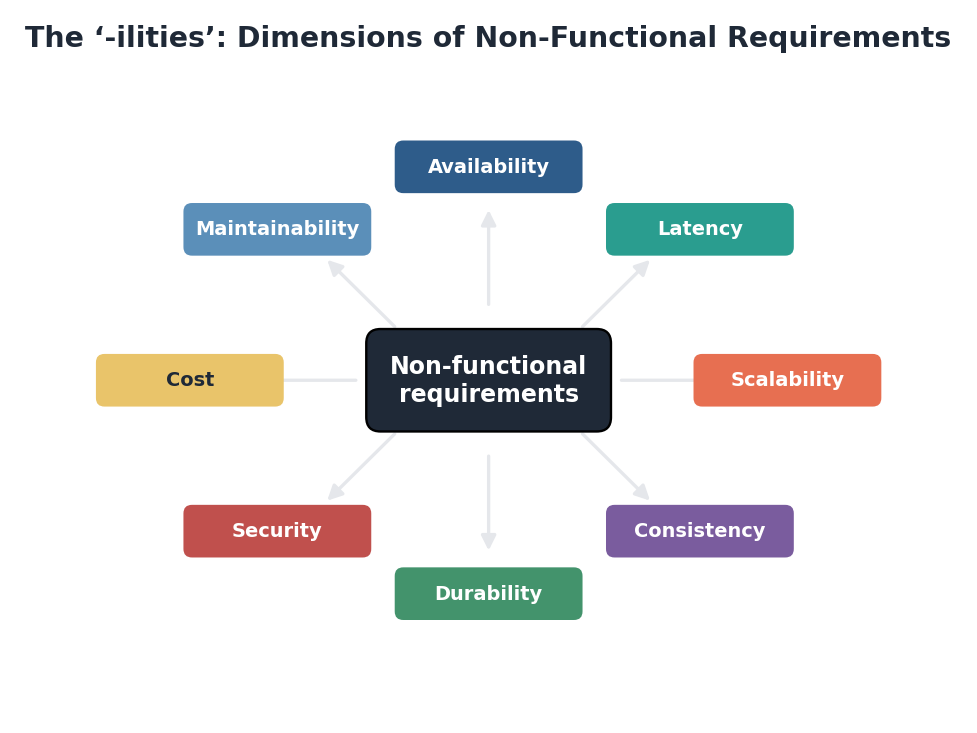 The ‘-ilities’: Dimensions of Non-Functional Requirements
Availability
Maintainability
Latency
Non-functional
requirements
Cost
Scalability
Security
Consistency
Durability